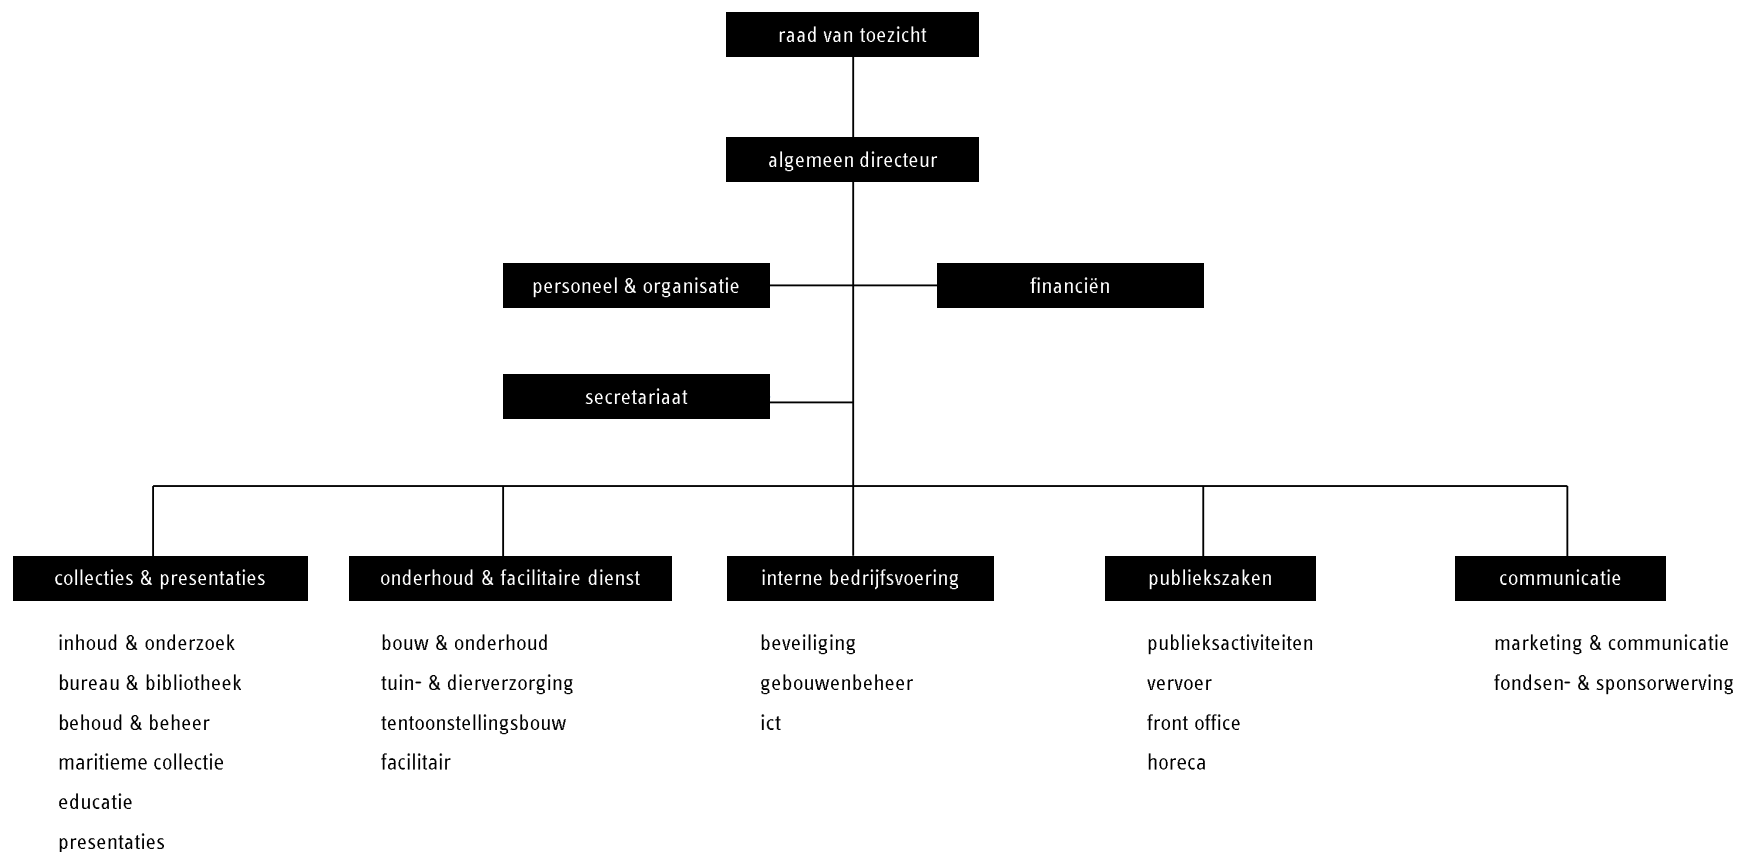 raad van toezicht
algemeen directeur
personeel & organisatie
financiën
secretariaat
collecties & presentaties
inhoud & onderzoek
bureau & bibliotheek
behoud & beheer
maritieme collectie
educatie
presentaties
onderhoud & facilitaire dienst
bouw & onderhoud
tuin- & dierverzorging
tentoonstellingsbouw
facilitair
interne bedrijfsvoering
beveiliging
gebouwenbeheer
ict
publiekszaken
publieksactiviteiten
vervoer
front office
horeca
communicatie
marketing & communicatie
fondsen- & sponsorwerving